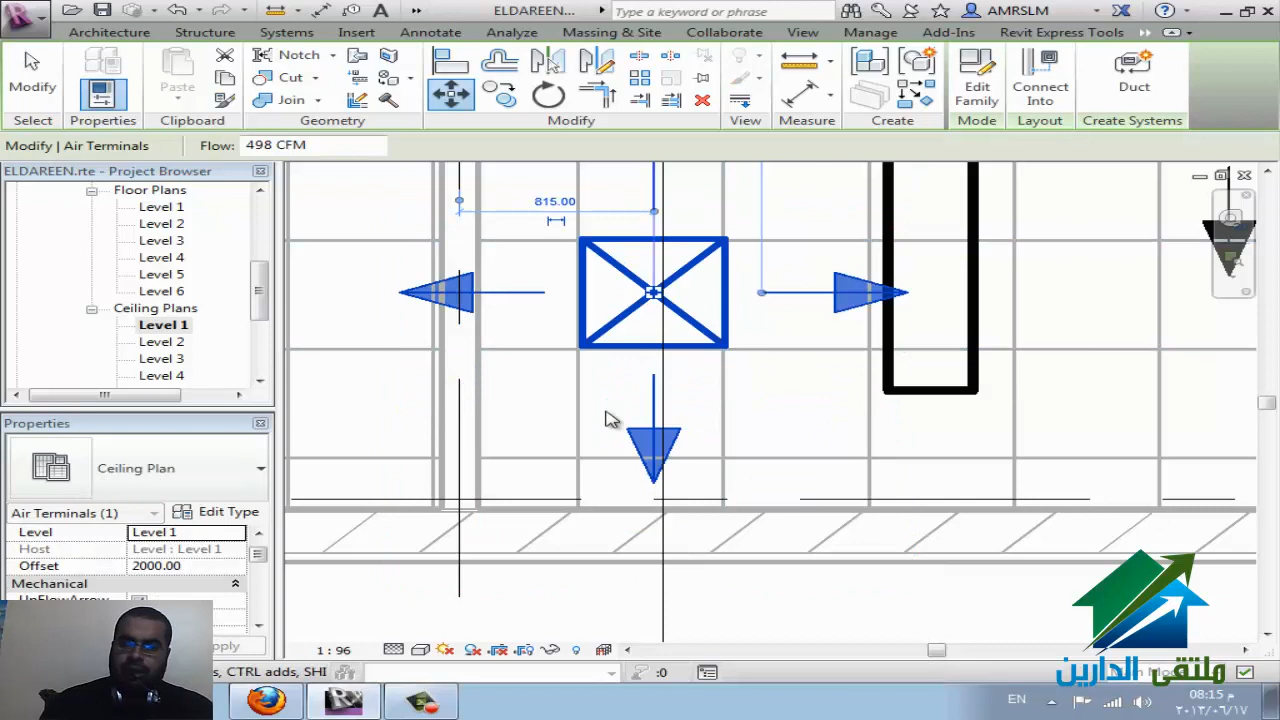 ELDAREEN...
Type a keyword or phrase
AMRSLM
Architecture Structure Systems Insert Annotate Analyze Massing & Site Collaborate View Manage Add-Ins Revit Express Tools
Modify
Properties
Paste
Notch
Cut
Join
Edit Family
Connect Into
Duct
Select Properties Clipboard Geometry Modify View Measure Create Mode Layout Create Systems
Modify | Air Terminals
Flow: 498 CFM
ELDAREEN.rte - Project Browser
Floor Plans
Level 1
Level 2
Level 3
Level 4
Level 5
Level 6
Ceiling Plans
Level 1
Level 2
Level 3
Level 4
815.00
Properties
Ceiling Plan
Air Terminals (1)
Edit Type
Level Level 1
Host Level : Level 1
Offset 2000.00
Mechanical
UpFlowArrow
1 : 96
, CTRL adds, SHI
:0
ملتقى الدارين
EN
08:15 م
٢٠١٣/٠٦/١٧